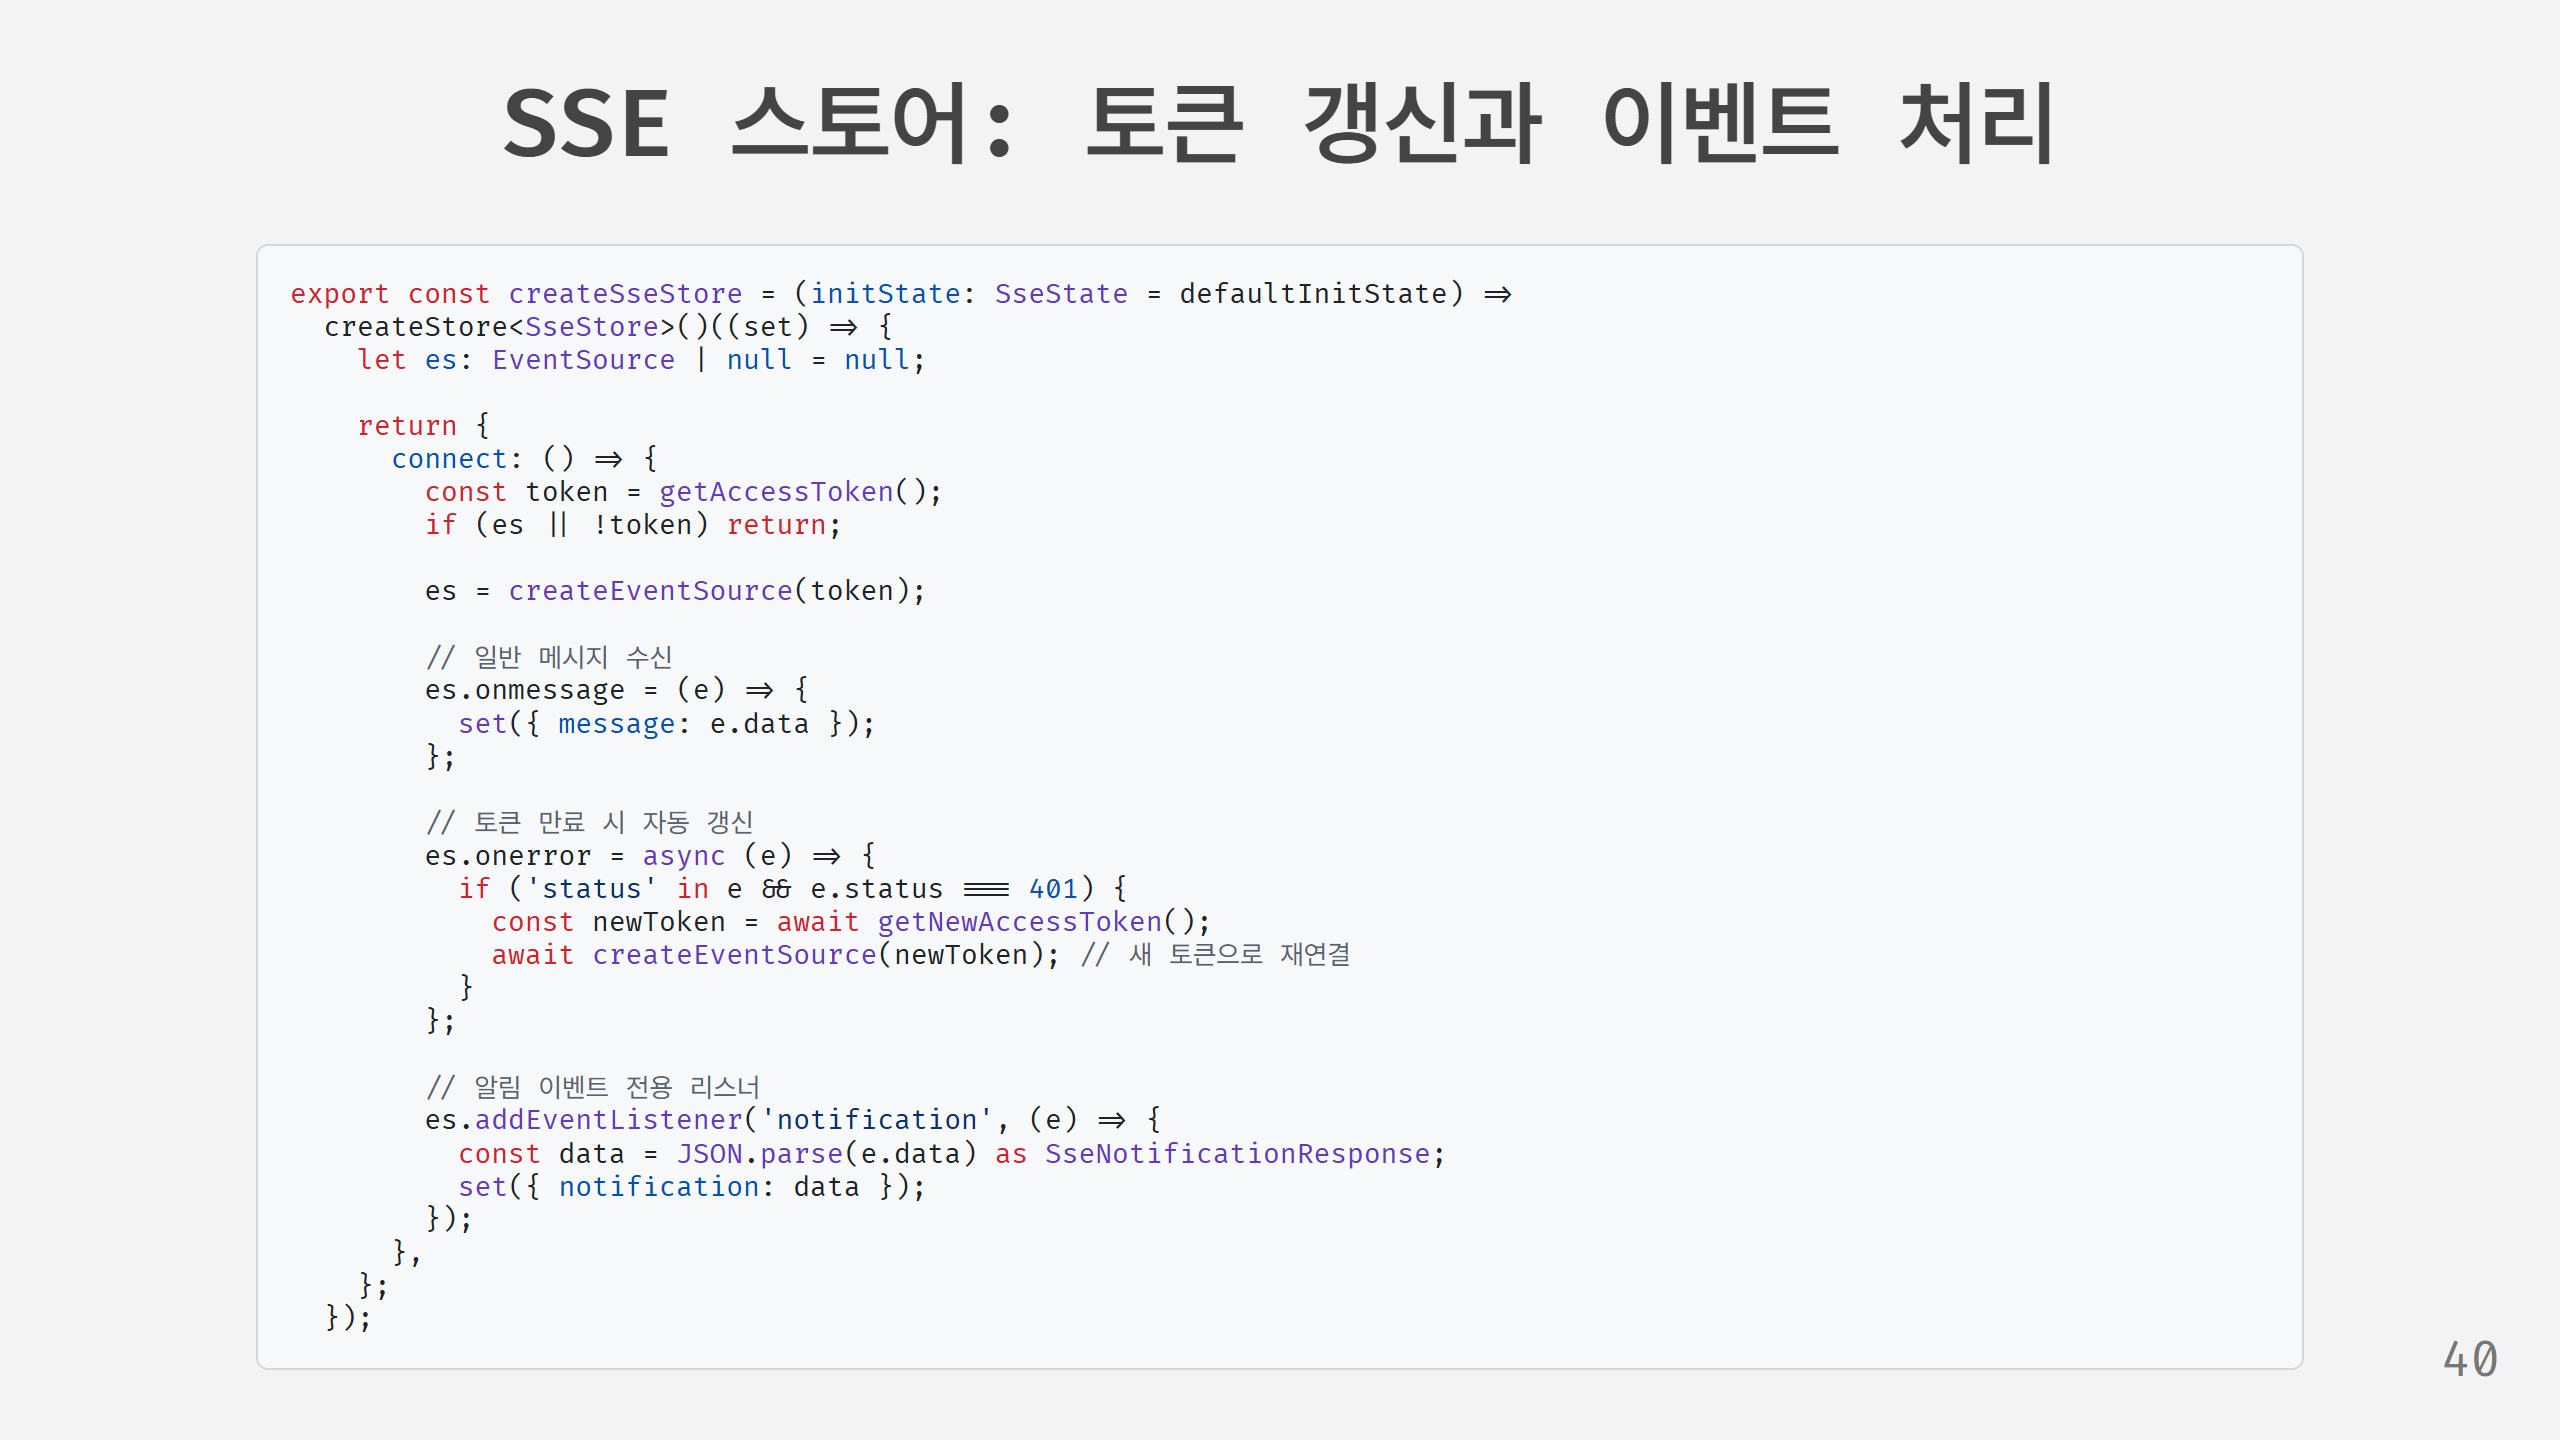 SSE 스토어: 토큰 갱신과 이벤트 처리
export const createSseStore = (initState: SseState = defaultInitState) =>
  createStore<SseStore>()((set) => {
    let es: EventSource | null = null;
    return {
      connect: () => {
        const token = getAccessToken();
        if (es || !token) return;
        es = createEventSource(token);
        // 일반 메시지 수신
        es.onmessage = (e) => {
          set({ message: e.data });
        };
        // 토큰 만료 시 자동 갱신
        es.onerror = async (e) => {
          if ('status' in e && e.status === 401) {
            const newToken = await getNewAccessToken();
            await createEventSource(newToken); // 새 토큰으로 재연결
          }
        };
        // 알림 이벤트 전용 리스너
        es.addEventListener('notification', (e) => {
          const data = JSON.parse(e.data) as SseNotificationResponse;
          set({ notification: data });
        });
      },
    };
  });
40